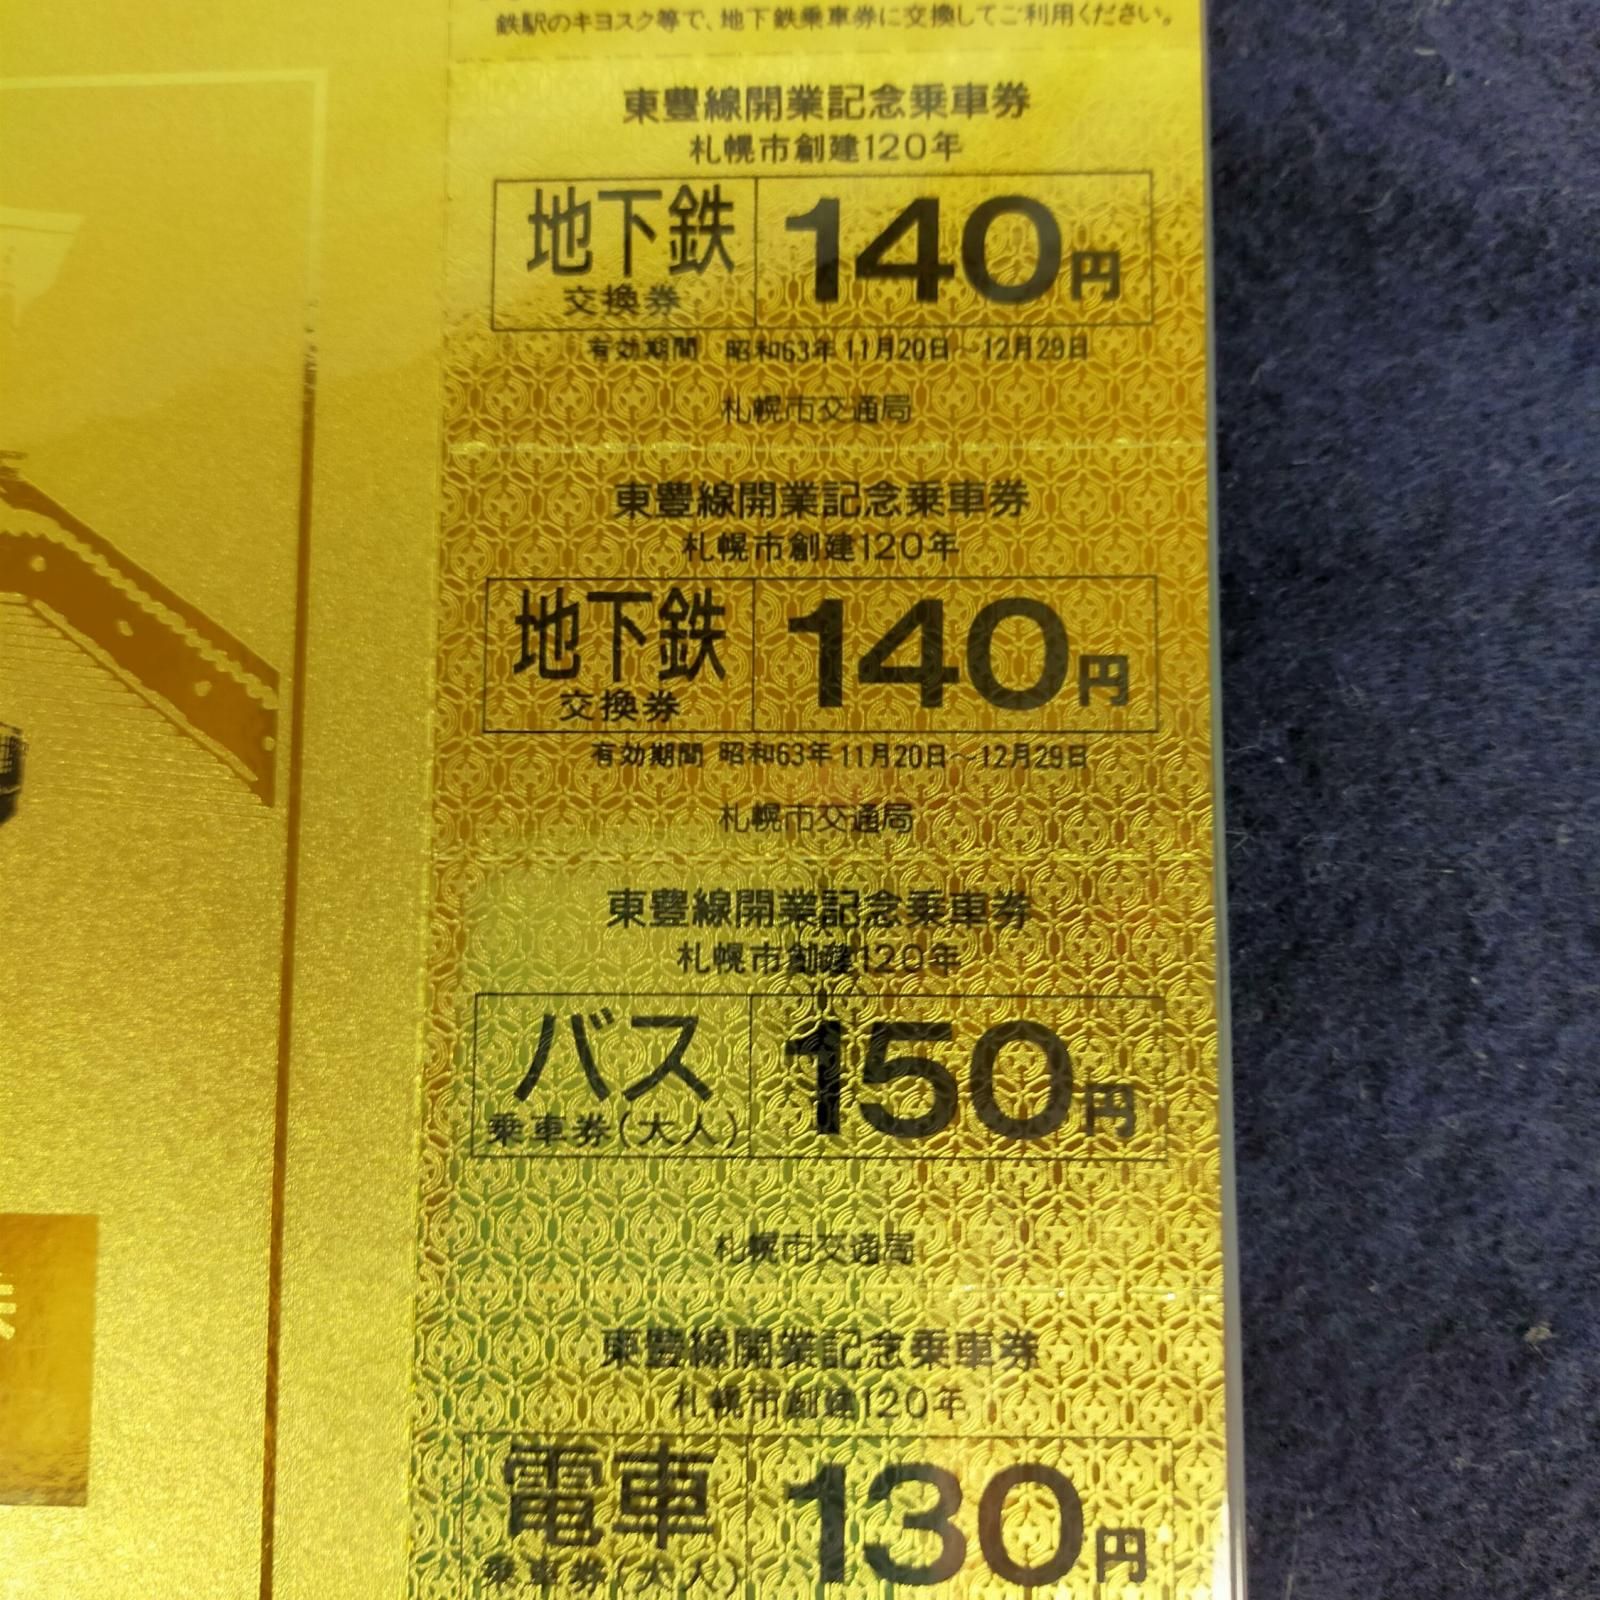 鉄駅のキヨスク等で、地下鉄乗車券に交換してご利用ください。
東豐線開業記念乗車券
札幌市創建120年
地下鉄
交換券
140円
有効期間 昭和63年11月20日～12月29日
札幌市交通局
東豐線開業記念乗車券
札幌市創建120年
地下鉄
交換券
140円
有効期間 昭和63年11月20日～12月29日
札幌市交通局
東豐線開業記念乗車券
札幌市創建120年
バス
乗車券(大人)
150円
札幌市交通局
東豐線開業記念乗車券
札幌市創建120年
電車
乗車券(大人)
130円